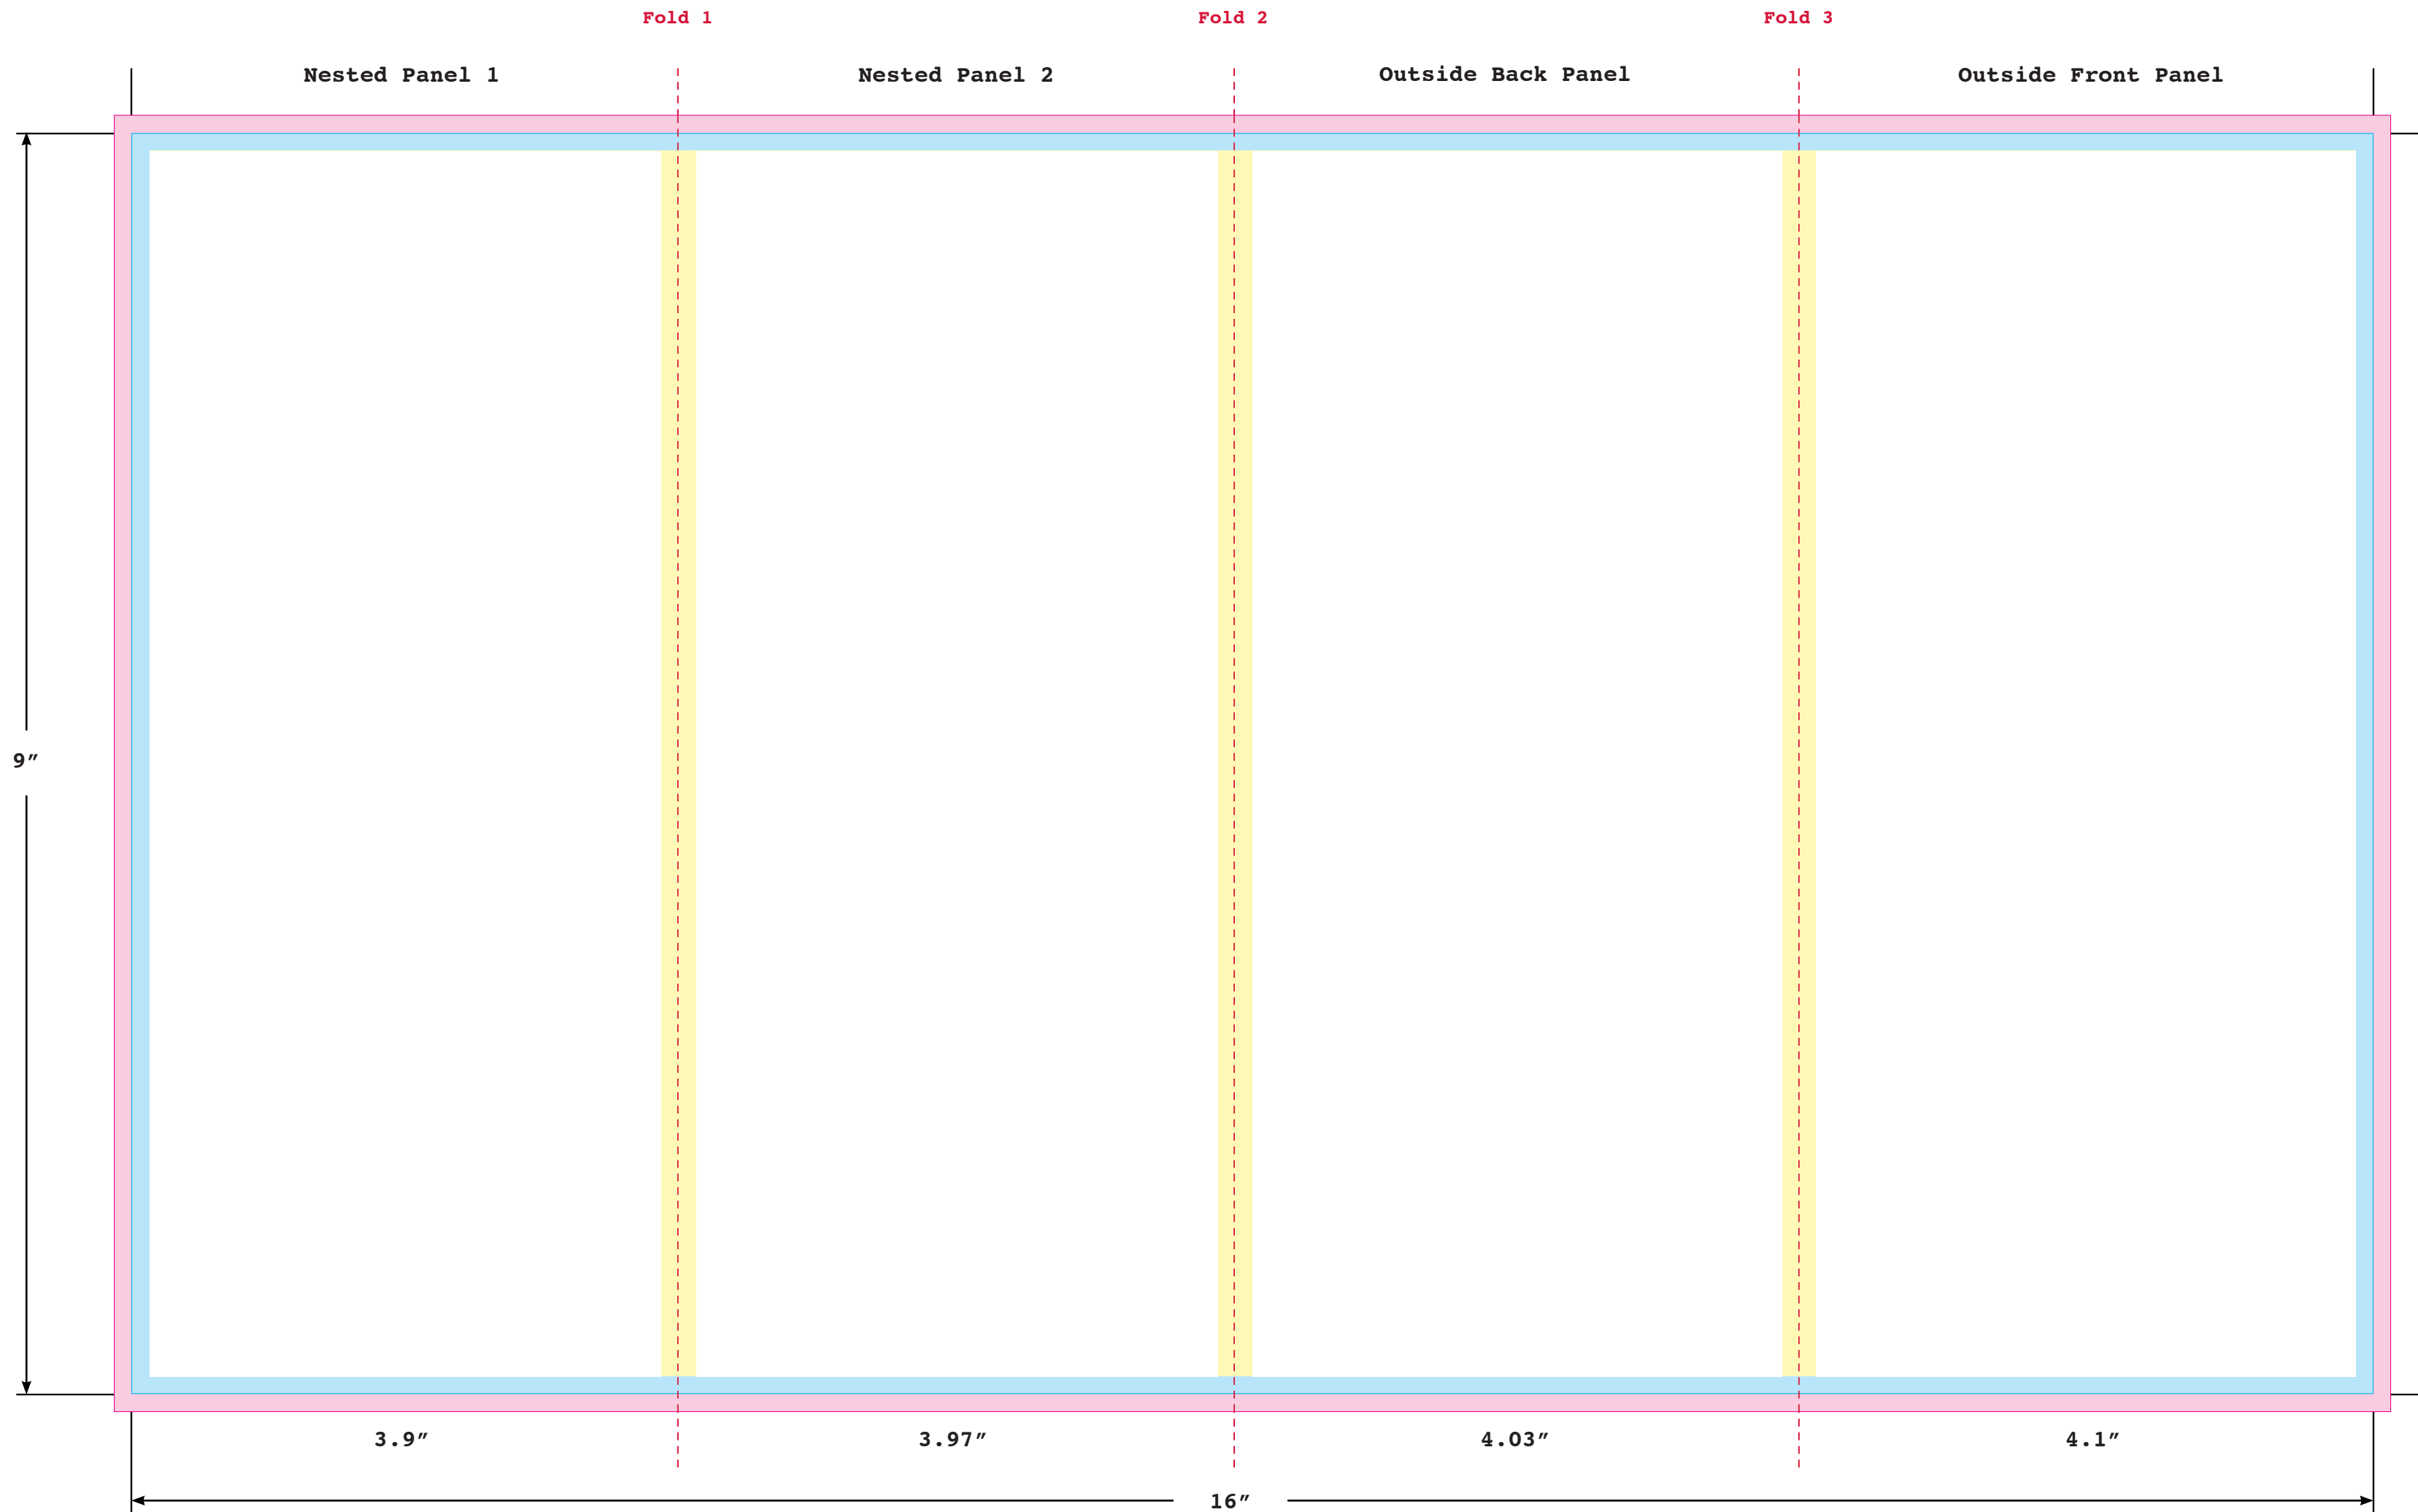 Fold 1 Fold 2 Fold 3
Nested Panel 1 Nested Panel 2 Outside Back Panel Outside Front Panel
9″
3.9″ 3.97″ 4.03″ 4.1″
16″